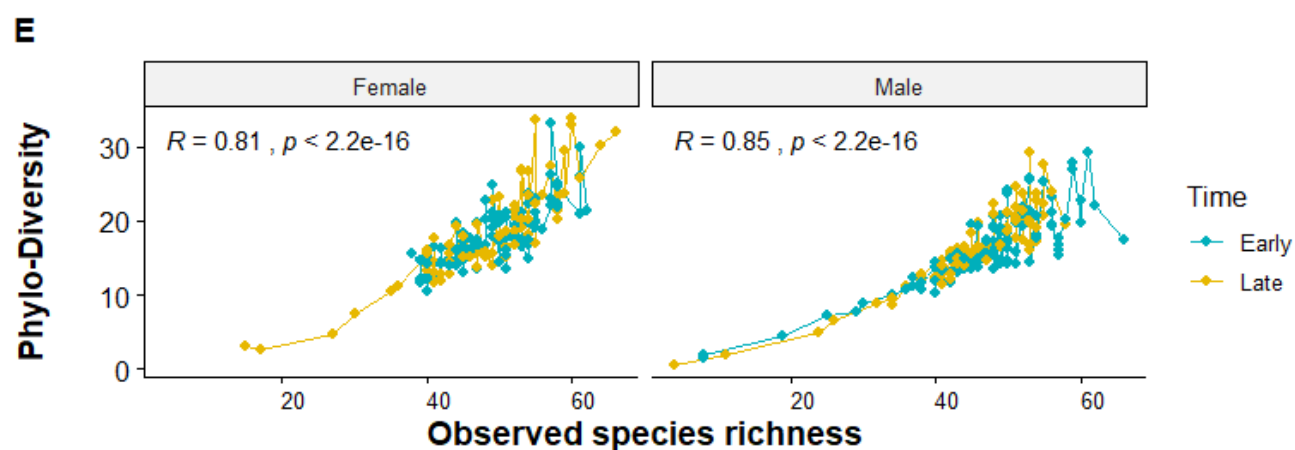 E
Female Male
R = 0.81 , p < 2.2e-16
R = 0.85 , p < 2.2e-16
Phylo-Diversity
30
20
10
0
20 40 60
20 40 60
Observed species richness
Time
Early
Late